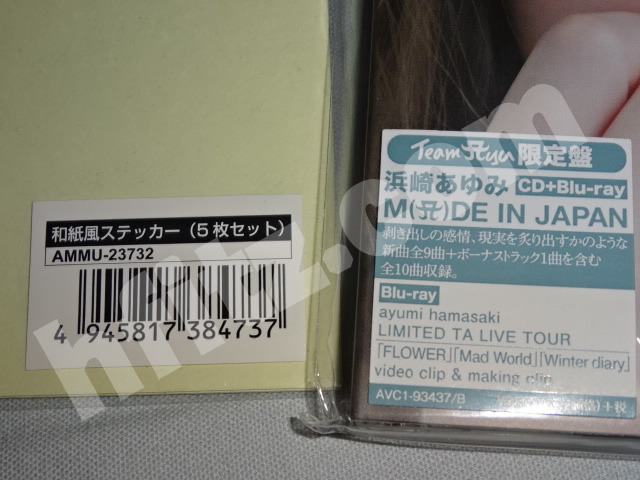 和紙風ステッカー（5枚セット）
AMMU-23732
4 945817 384737
Team Ayu 限定盤
浜崎あゆみ CD+Blu-ray
M(A)DE IN JAPAN
剥き出しの感情、現実を炙り出すかのような
新曲全9曲+ボーナストラック1曲を含む
全10曲収録。
Blu-ray
ayumi hamasaki
LIMITED TA LIVE TOUR
「FLOWER」「Mad World」「Winter diary」
video clip & making clip
AVC1-93437/B
hfitz.com